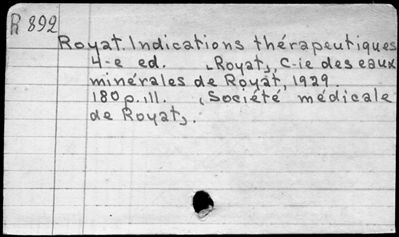 R 892
Royat. Indications thérapeutiques
4-e ed. [Royat], C-ie des eaux
minérales de Royat, 1929
180 p. ill. [Société médicale
de Royat].